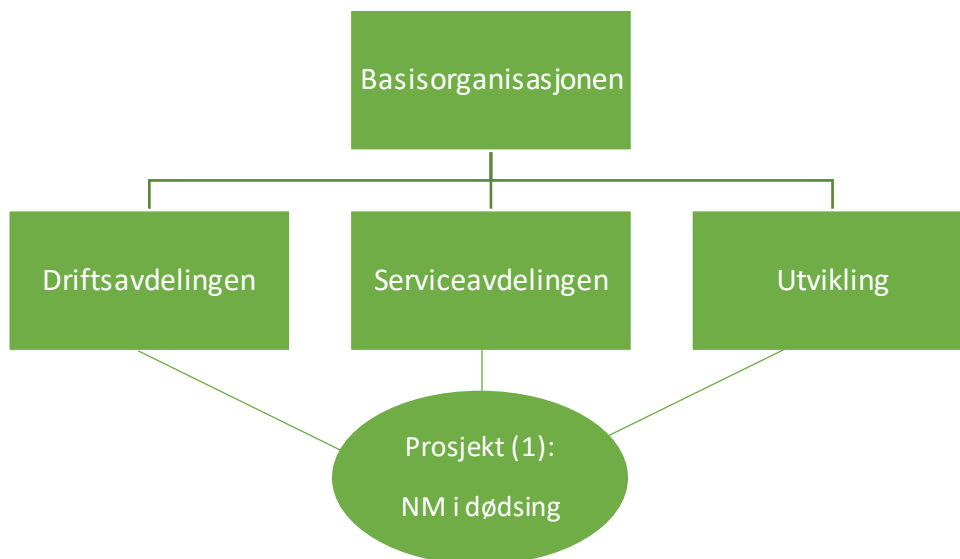 Basisorganisasjonen
Driftsavdelingen
Serviceavdelingen
Utvikling
Prosjekt (1):
NM i dødsing